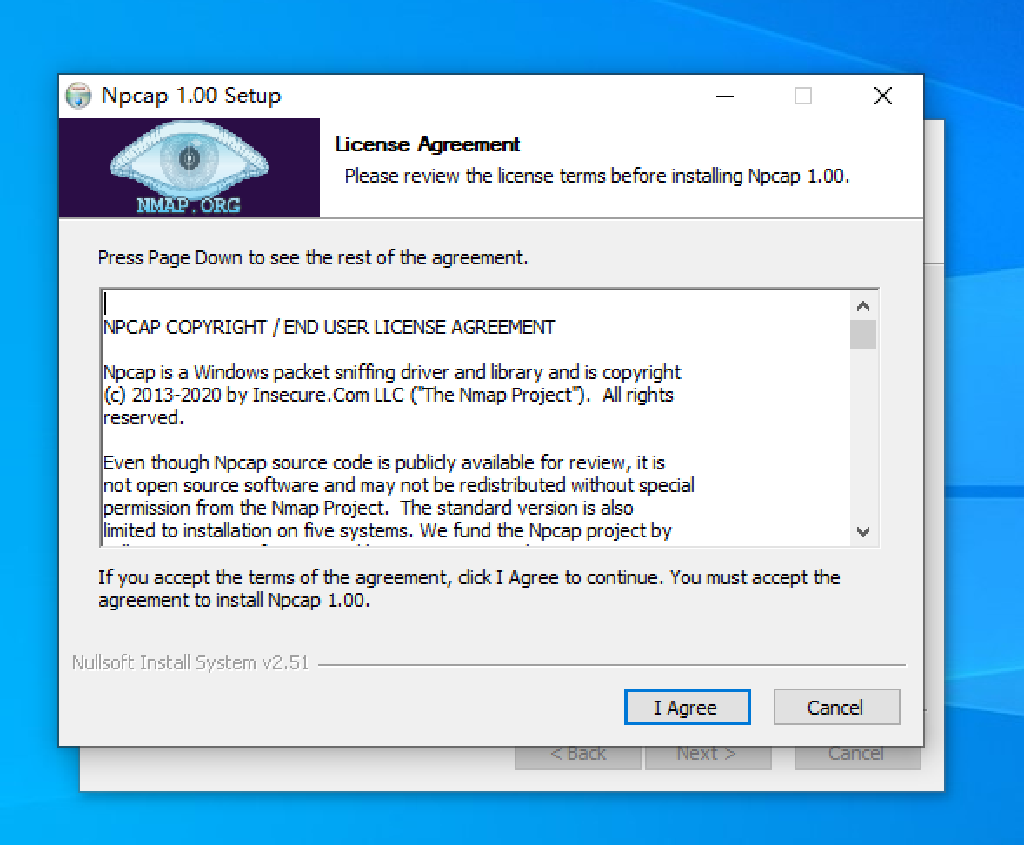 Npcap 1.00 Setup
NMAP.ORG
License Agreement
Please review the license terms before installing Npcap 1.00.
Press Page Down to see the rest of the agreement.
NPCAP COPYRIGHT / END USER LICENSE AGREEMENT
Npcap is a Windows packet sniffing driver and library and is copyright
(c) 2013-2020 by Insecure.Com LLC ("The Nmap Project").  All rights
reserved.
Even though Npcap source code is publicly available for review, it is
not open source software and may not be redistributed without special
permission from the Nmap Project.  The standard version is also
limited to installation on five systems. We fund the Npcap project by
If you accept the terms of the agreement, click I Agree to continue. You must accept the
agreement to install Npcap 1.00.
Nullsoft Install System v2.51
I Agree
Cancel
< Back
Next >
Cancel